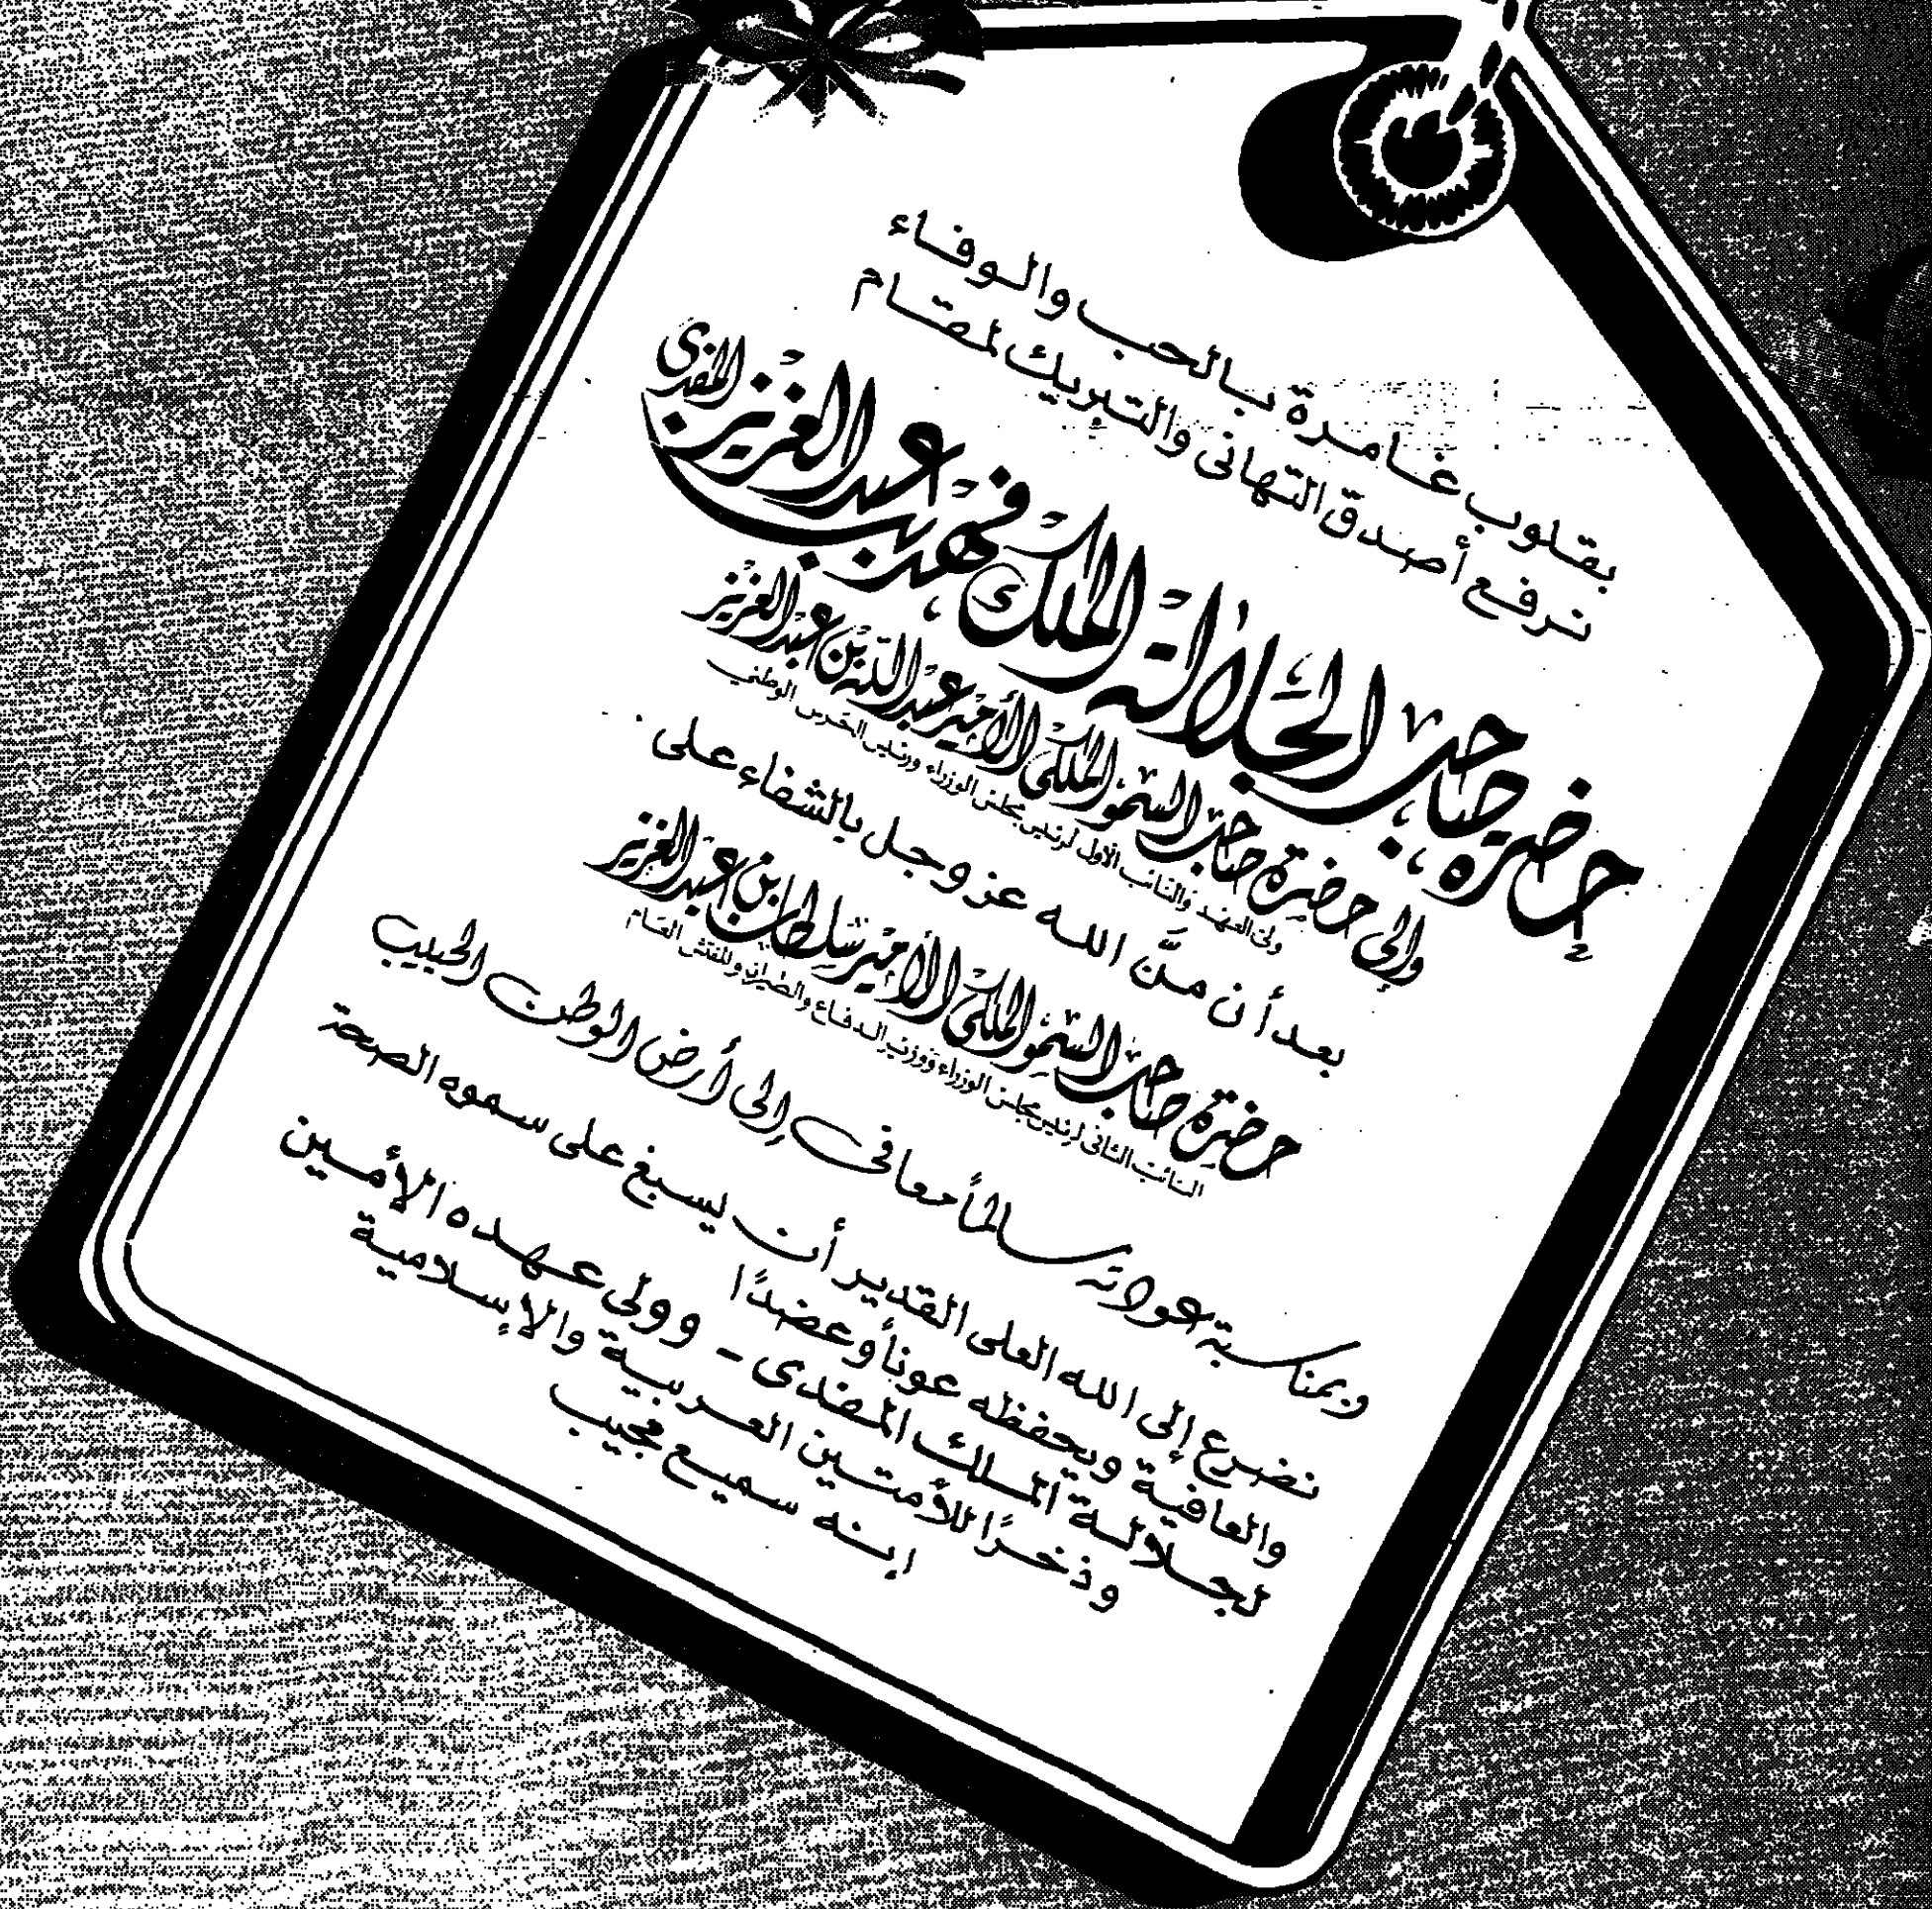 بقلوب غامرة بالحب والوفاء
نرفع أصدق التهانى والتبريك لمقام
حضرة صاحب الجلالة الملك فهد بن عبد العزيز المفدى
وإلى حضرة صاحب السمو الملكي الأمير عبد الله بن عبد العزيز
ولي العهد والنائب الأول لرئيس مجلس الوزراء ورئيس الحرس الوطني
بعد أن منَّ الله عز وجل بالشفاء على
حضرة صاحب السمو الملكي الأمير سلطان بن عبد العزيز
النائب الثاني لرئيس مجلس الوزراء ووزير الدفاع والطيران والمفتش العام
وبمناسبة عودته سالماً معافى إلى أرض الوطن الحبيب
نضرع إلى الله العلى القدير أن يسبغ على سموه الصحة
والعافية ويحفظه عوناً وعضدًا
لجلالة الملك المفدى - وولى عهده الأمين
وذخرًا للأمتين العربية والإسلامية
إنه سميع مجيب